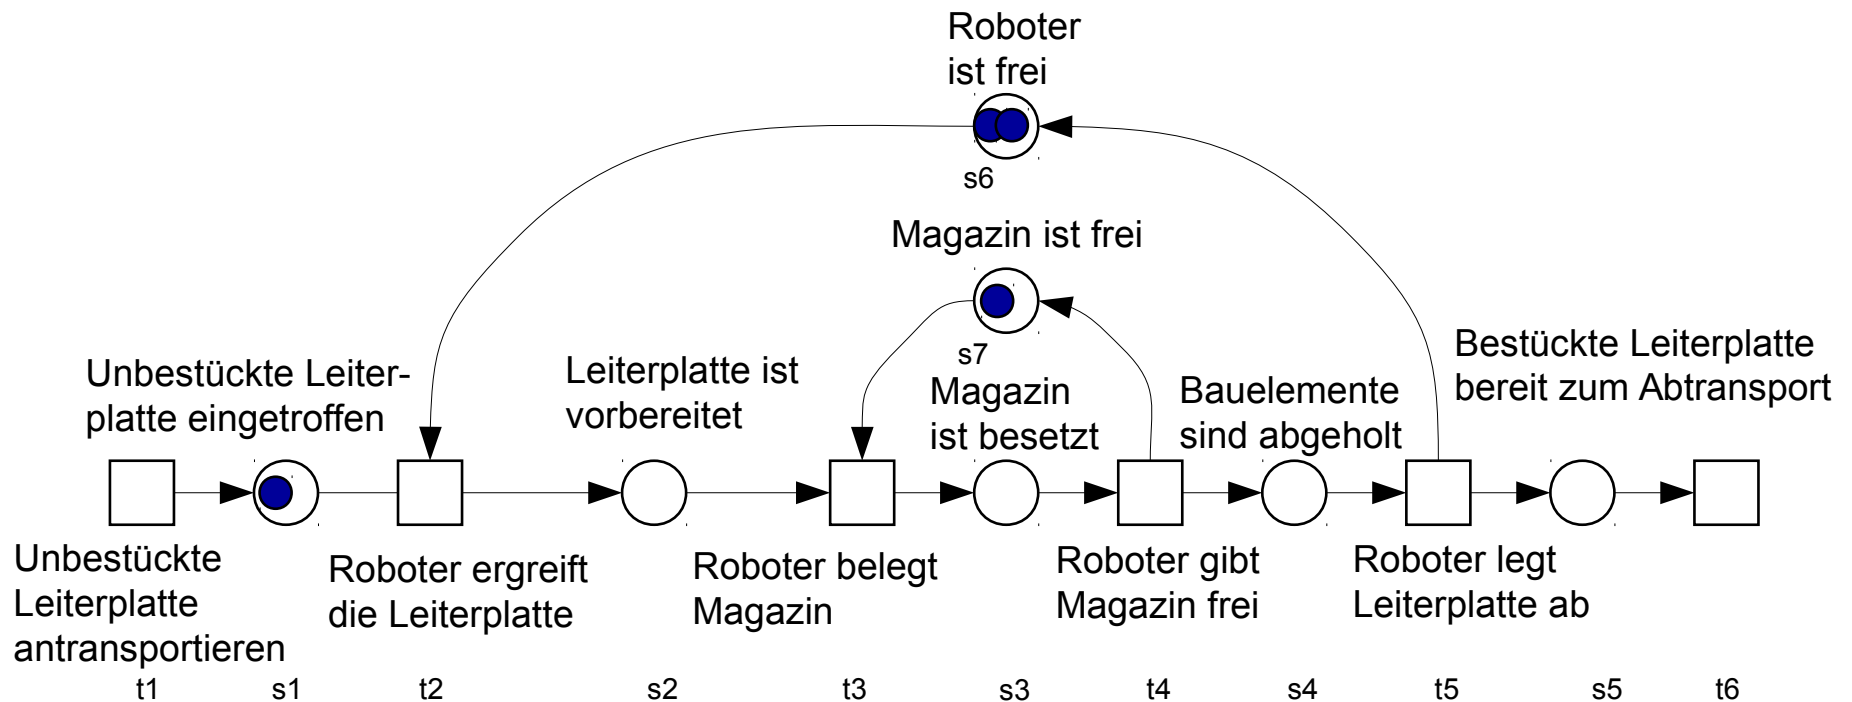 Roboter
ist frei
s6
Magazin ist frei
s7
Unbestückte Leiter-
platte eingetroffen
Leiterplatte ist
vorbereitet
Magazin
ist besetzt
Bauelemente
sind abgeholt
Bestückte Leiterplatte
bereit zum Abtransport
Unbestückte
Leiterplatte
antransportieren
Roboter ergreift
die Leiterplatte
Roboter belegt
Magazin
Roboter gibt
Magazin frei
Roboter legt
Leiterplatte ab
t1 s1 t2 s2 t3 s3 t4 s4 t5 s5 t6